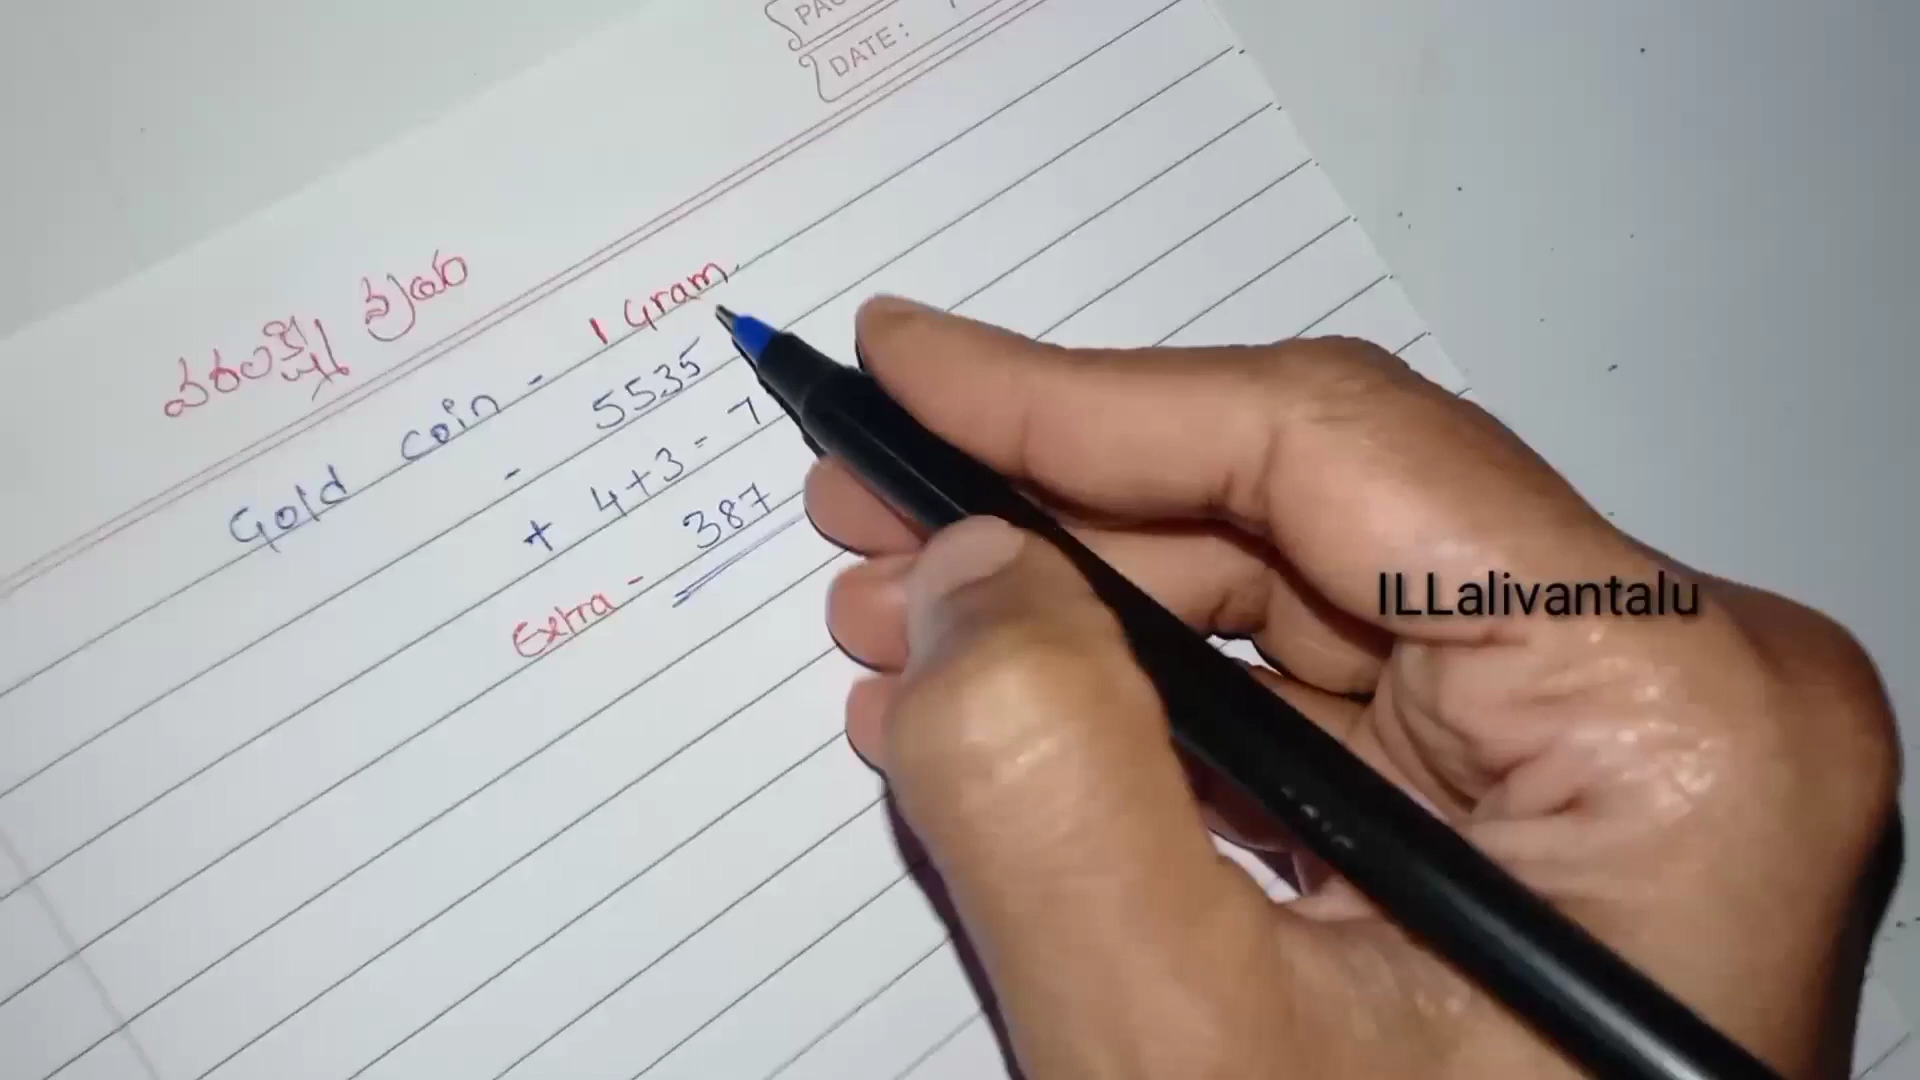 DATE:
వరలక్ష్మి వ్రతం
Gold coin - 1 Gram
- 5535
+ 4+3 = 7
Extra - 387
ILLalivantalu